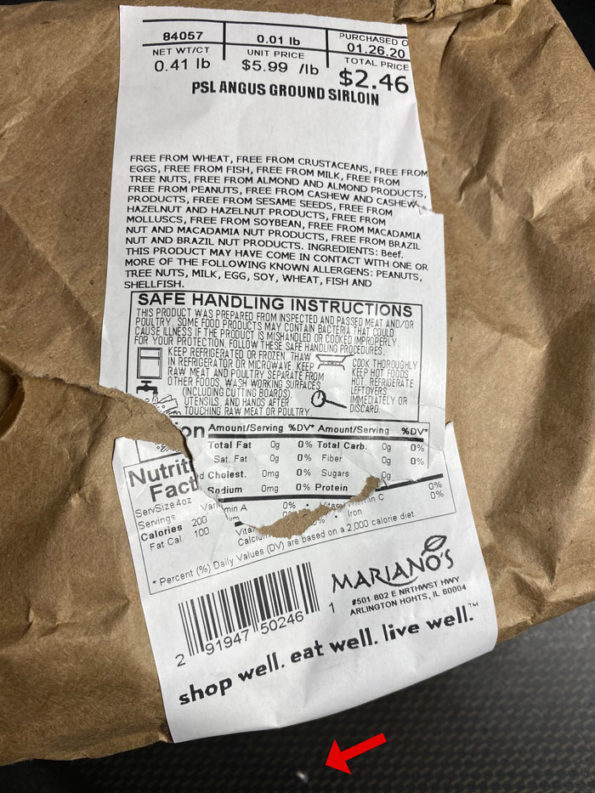 84057
0.01 lb
PURCHASED O
01.26.20
NET WT/CT
UNIT PRICE
TOTAL PRICE
0.41 lb
$5.99 /lb
$2.46
PSL ANGUS GROUND SIRLOIN
FREE FROM WHEAT, FREE FROM CRUSTACEANS, FREE FROM
EGGS, FREE FROM FISH, FREE FROM MILK, FREE FROM
TREE NUTS, FREE FROM ALMOND AND ALMOND PRODUCTS,
FREE FROM PEANUTS, FREE FROM CASHEW AND CASHEW
PRODUCTS, FREE FROM SESAME SEEDS, FREE FROM
HAZELNUT AND HAZELNUT PRODUCTS, FREE FROM
MOLLUSCS, FREE FROM SOYBEAN, FREE FROM MACADAMIA
NUT AND MACADAMIA NUT PRODUCTS, FREE FROM BRAZIL
NUT AND BRAZIL NUT PRODUCTS. INGREDIENTS: Beef.
THIS PRODUCT MAY HAVE COME IN CONTACT WITH ONE OR
MORE OF THE FOLLOWING KNOWN ALLERGENS: PEANUTS,
TREE NUTS, MILK, EGG, SOY, WHEAT, FISH AND
SHELLFISH.
SAFE HANDLING INSTRUCTIONS
THIS PRODUCT WAS PREPARED FROM INSPECTED AND PASSED MEAT AND/OR
POULTRY. SOME FOOD PRODUCTS MAY CONTAIN BACTERIA THAT COULD
CAUSE ILLNESS IF THE PRODUCT IS MISHANDLED OR COOKED IMPROPERLY.
FOR YOUR PROTECTION, FOLLOW THESE SAFE HANDLING PROCEDURES.
KEEP REFRIGERATED OR FROZEN. THAW
IN REFRIGERATOR OR MICROWAVE. KEEP
RAW MEAT AND POULTRY SEPARATE FROM
OTHER FOODS. WASH WORKING SURFACES
(INCLUDING CUTTING BOARDS)
UTENSILS, AND HANDS AFTER
TOUCHING RAW MEAT OR POULTRY.
COOK THOROUGHLY
KEEP HOT FOODS
HOT. REFRIGERATE
LEFTOVERS
IMMEDIATELY OR
DISCARD.
on Amount/Serving %DV* Amount/Serving %DV*
Total Fat 0g 0% Total Carb. 0g 0%
Sat. Fat 0g 0% Fiber 0g 0%
d Cholest. 0mg 0% Sugars 0g
Sodium 0mg 0% Protein
Nutriti
Fact
Serv Size 4oz
Servings
Calories 200
Fat Cal 100
min A 0%
in C 0%
Calciu
Iron 0%
* Percent (%) Daily Values (DV) are based on a 2,000 calorie diet.
MARIANO'S
#501 802 E NRTHWST HWY
ARLINGTON HGHTS, IL 60004
2 91947 50246 1
shop well. eat well. live well.™